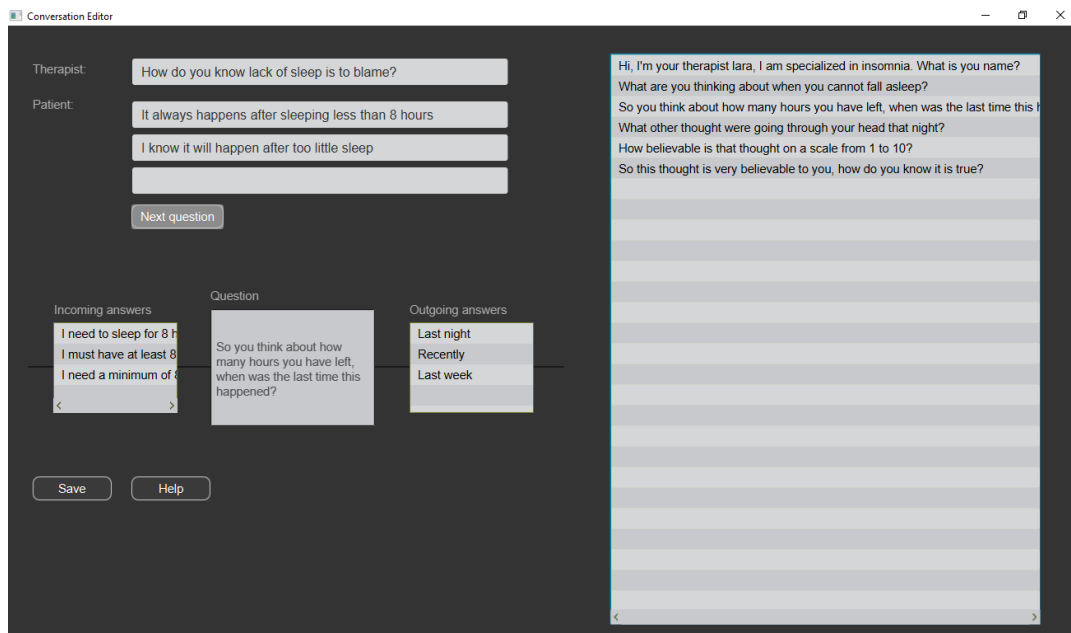 Conversation Editor
Therapist:
How do you know lack of sleep is to blame?
Patient:
It always happens after sleeping less than 8 hours
I know it will happen after too little sleep
Next question
Incoming answers
I need to sleep for 8 h
I must have at least 8
I need a minimum of 8
Question
So you think about how
many hours you have left,
when was the last time this
happened?
Outgoing answers
Last night
Recently
Last week
Save
Help
Hi, I'm your therapist lara, I am specialized in insomnia. What is you name?
What are you thinking about when you cannot fall asleep?
So you think about how many hours you have left, when was the last time this h
What other thought were going through your head that night?
How believable is that thought on a scale from 1 to 10?
So this thought is very believable to you, how do you know it is true?